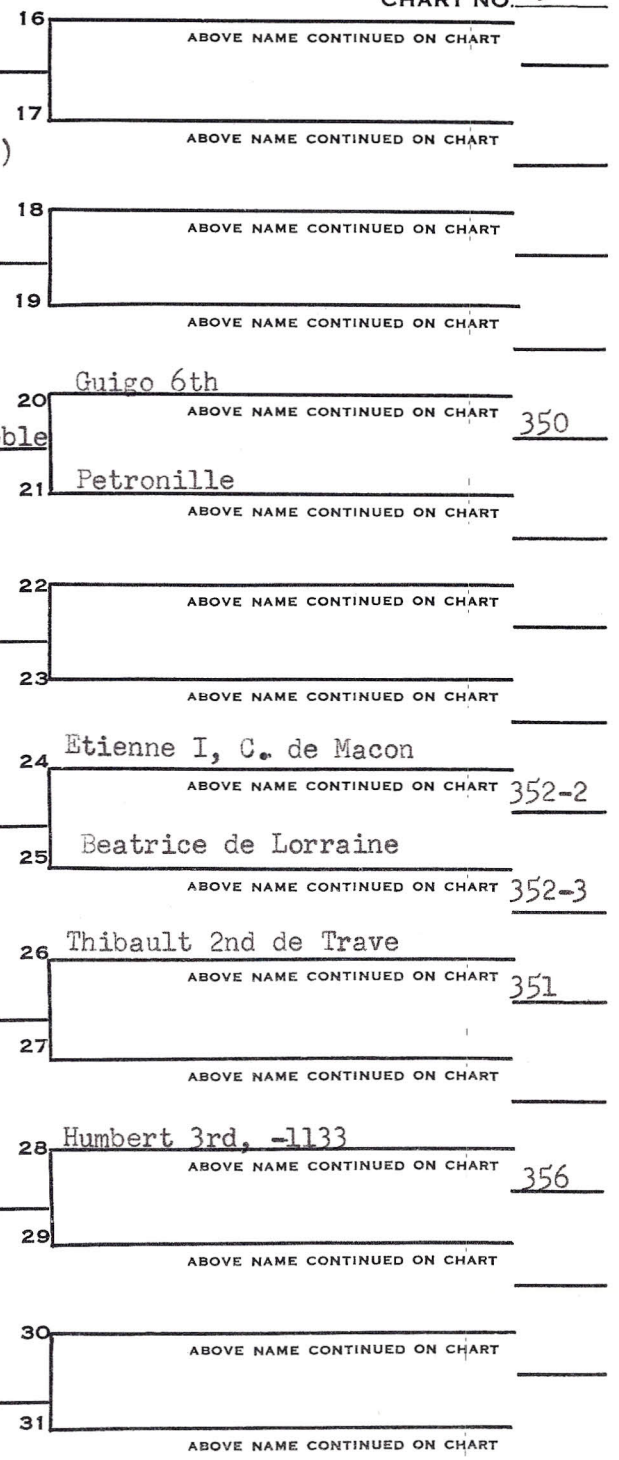 CHART NO.
16
ABOVE NAME CONTINUED ON CHART
17
ABOVE NAME CONTINUED ON CHART
)
18
ABOVE NAME CONTINUED ON CHART
19
ABOVE NAME CONTINUED ON CHART
Guigo 6th
20
ABOVE NAME CONTINUED ON CHART 350
ble
Petronille
21
ABOVE NAME CONTINUED ON CHART
22
ABOVE NAME CONTINUED ON CHART
23
ABOVE NAME CONTINUED ON CHART
Etienne I, C. de Macon
24
ABOVE NAME CONTINUED ON CHART 352-2
Beatrice de Lorraine
25
ABOVE NAME CONTINUED ON CHART 352-3
Thibault 2nd de Trave
26
ABOVE NAME CONTINUED ON CHART 351
27
ABOVE NAME CONTINUED ON CHART
Humbert 3rd, -1133
28
ABOVE NAME CONTINUED ON CHART 356
29
ABOVE NAME CONTINUED ON CHART
30
ABOVE NAME CONTINUED ON CHART
31
ABOVE NAME CONTINUED ON CHART